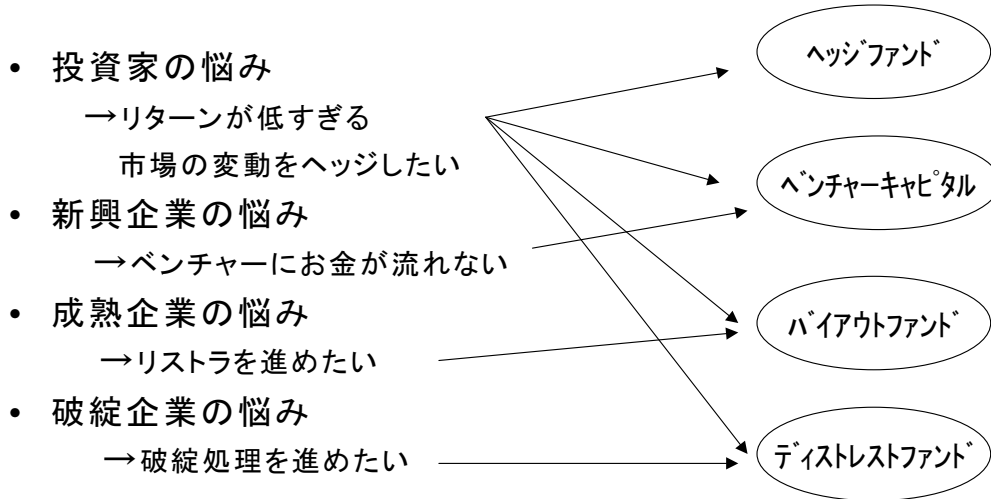 • 投資家の悩み
→リターンが低すぎる
市場の変動をヘッジしたい
• 新興企業の悩み
→ベンチャーにお金が流れない
• 成熟企業の悩み
→リストラを進めたい
• 破綻企業の悩み
→破綻処理を進めたい
ヘッジファンド
ベンチャーキャピタル
バイアウトファンド
ディストレストファンド